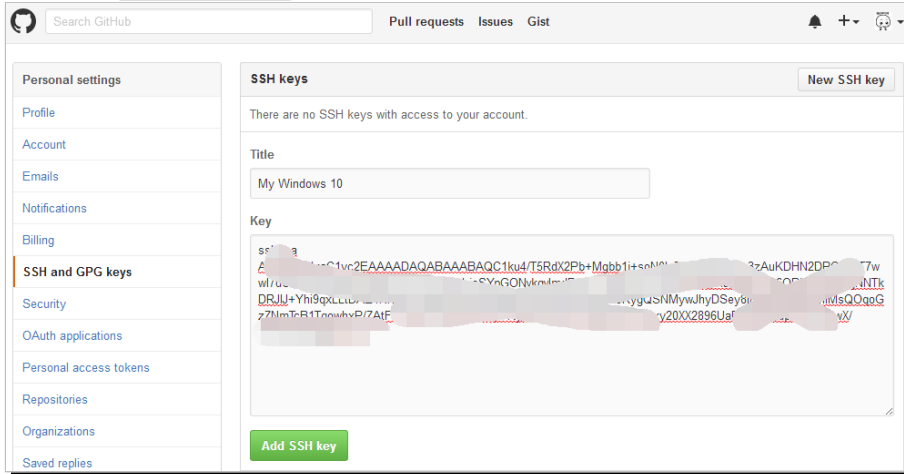 Search GitHub
Pull requests Issues Gist
Personal settings
Profile
Account
Emails
Notifications
Billing
SSH and GPG keys
Security
OAuth applications
Personal access tokens
Repositories
Organizations
Saved replies
SSH keys
New SSH key
There are no SSH keys with access to your account.
Title
My Windows 10
Key
Add SSH key